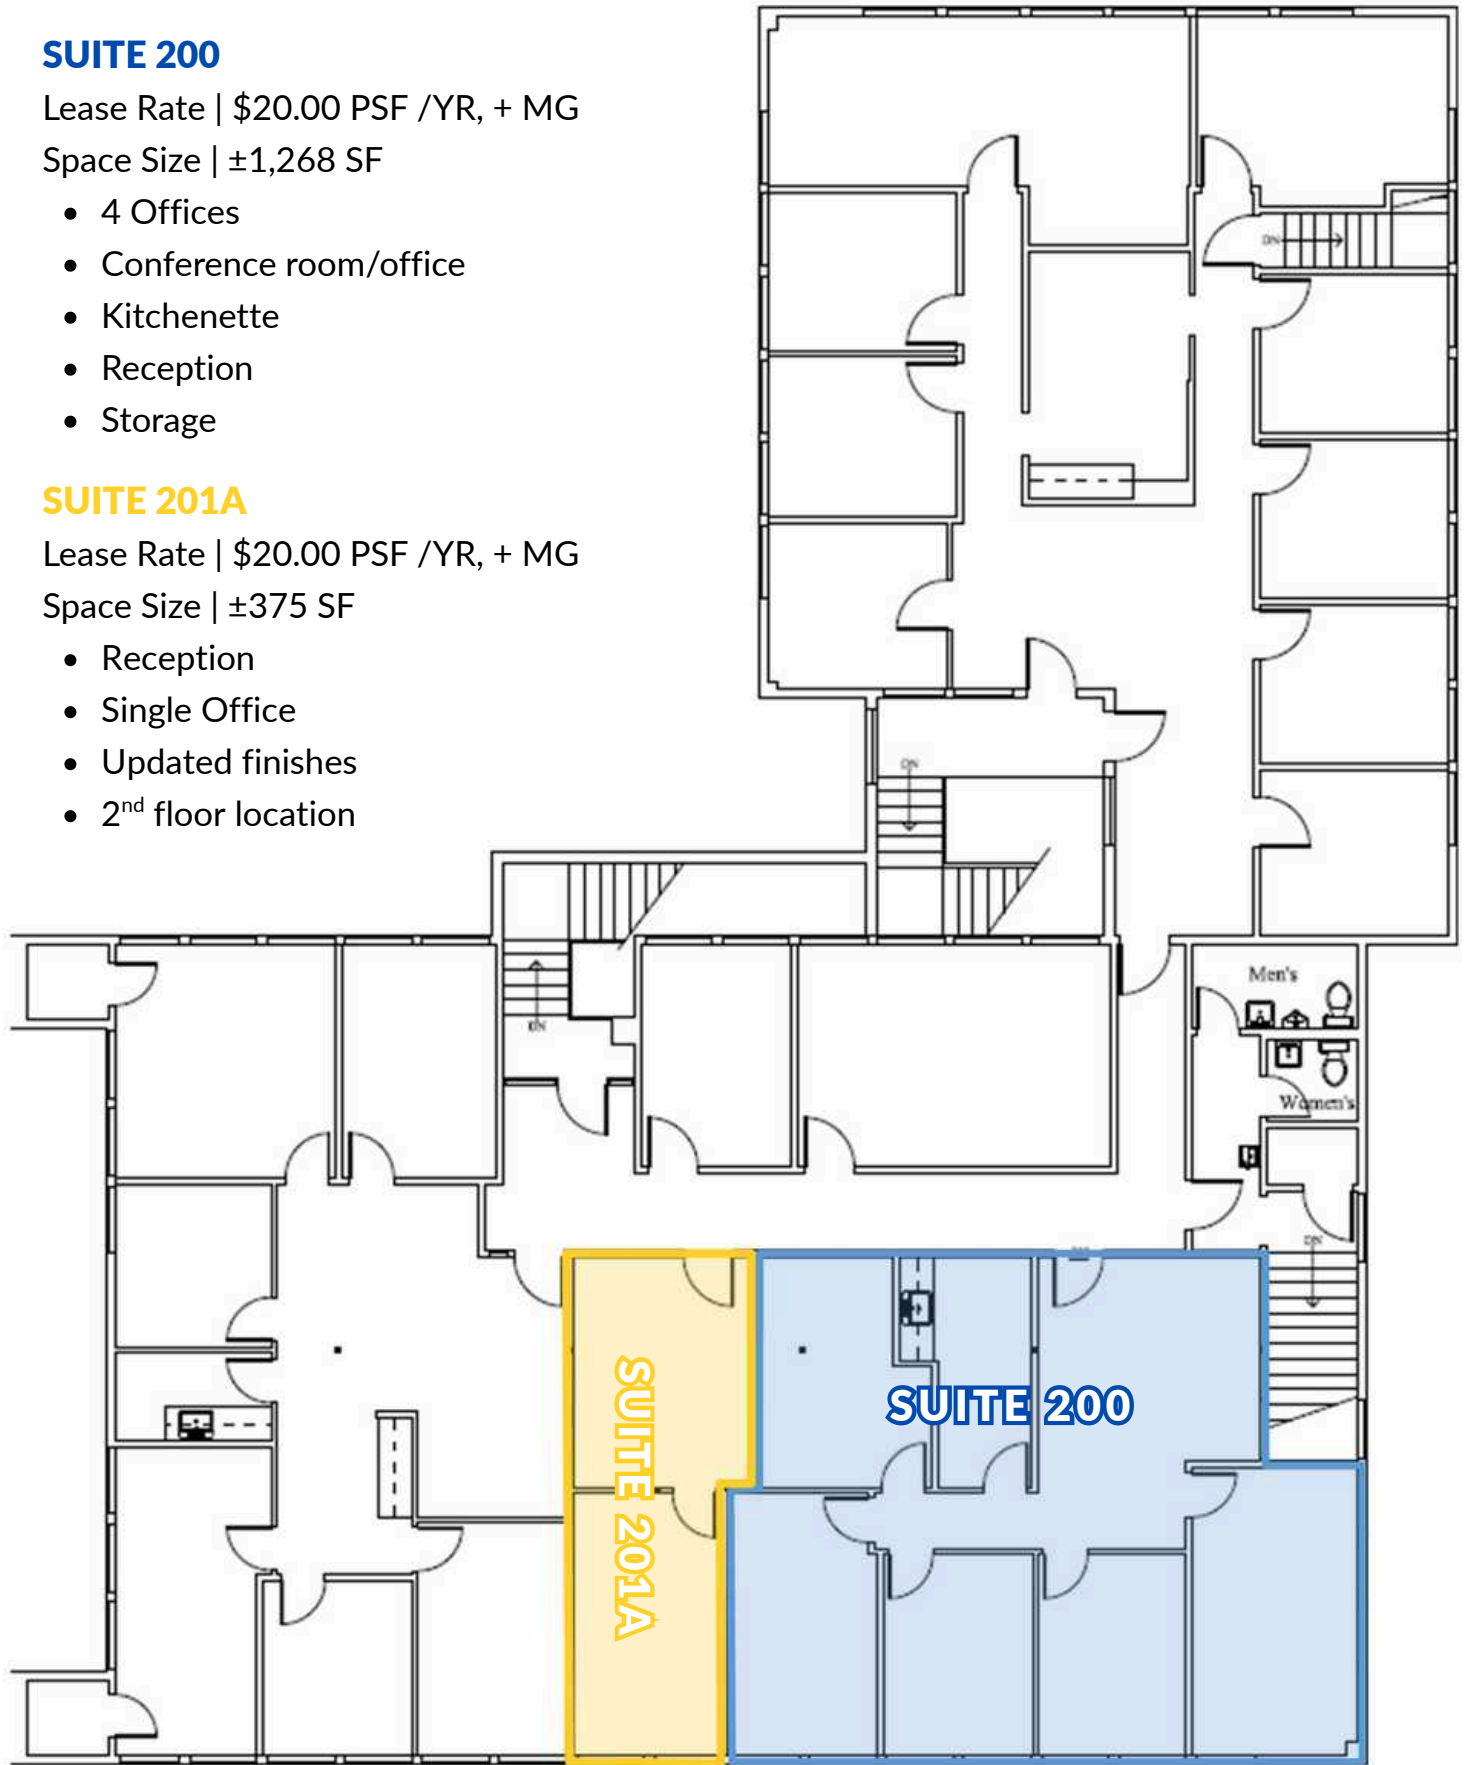 SUITE 200
Lease Rate | $20.00 PSF /YR, + MG
Space Size | ±1,268 SF
• 4 Offices
• Conference room/office
• Kitchenette
• Reception
• Storage
SUITE 201A
Lease Rate | $20.00 PSF /YR, + MG
Space Size | ±375 SF
• Reception
• Single Office
• Updated finishes
• 2nd floor location
DN
DN
DN
Men's
Women's
DN
SUITE 201A
SUITE 200